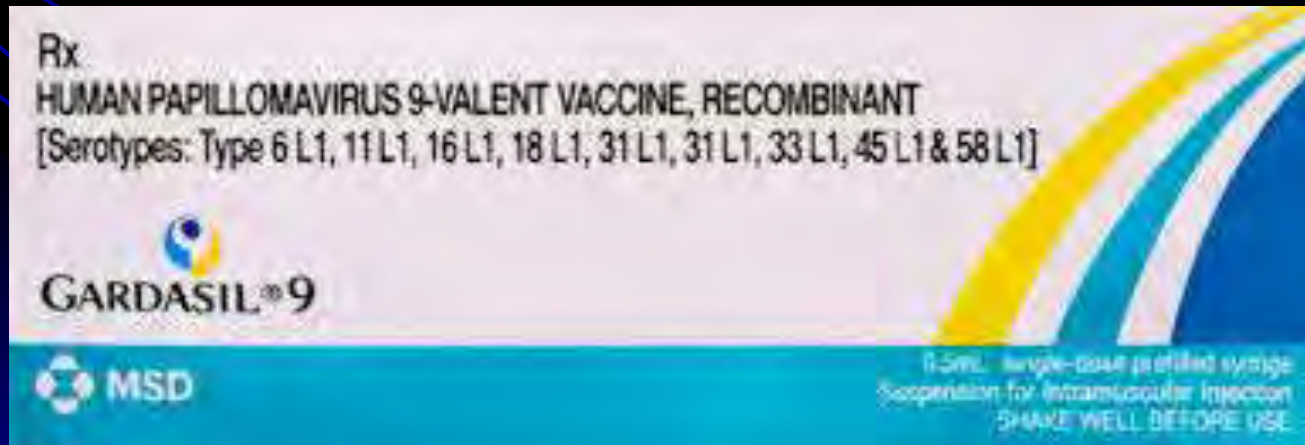 Rx
HUMAN PAPILLOMAVIRUS 9-VALENT VACCINE, RECOMBINANT
[Serotypes: Type 6 L1, 11 L1, 16 L1, 18 L1, 31 L1, 31 L1, 33 L1, 45 L1 & 58 L1]
GARDASIL® 9
MSD
0.5mL single-dose prefilled syringe
Suspension for Intramuscular Injection
SHAKE WELL BEFORE USE